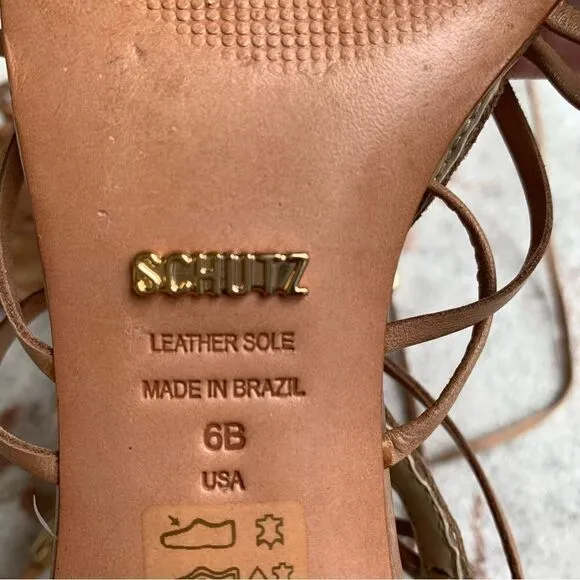 SCHUTZ
LEATHER SOLE
MADE IN BRAZIL
6B
USA